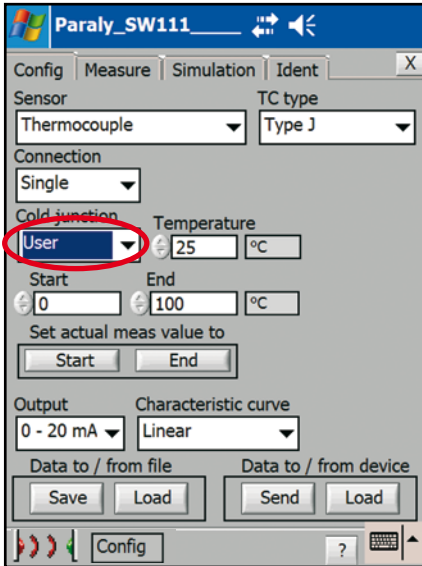 Paraly_SW111____
Config Measure Simulation Ident X
Sensor TC type
Thermocouple Type J
Connection
Single
Cold junction Temperature
User 25 °C
Start End
0 100 °C
Set actual meas value to
Start End
Output Characteristic curve
0 - 20 mA Linear
Data to / from file Data to / from device
Save Load Send Load
Config ?